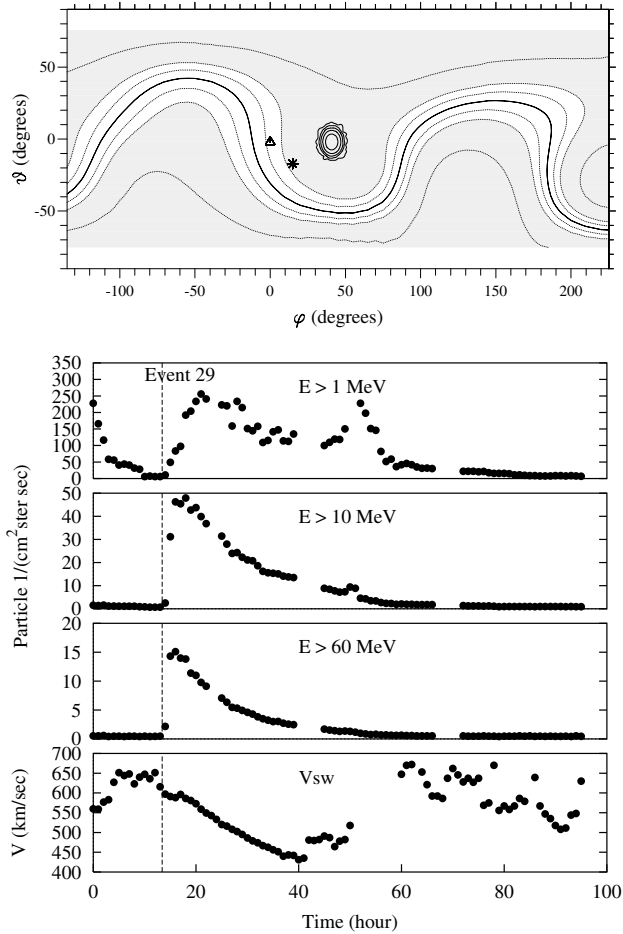 ϑ (degrees)
50
0
-50
-100 -50 0 50 100 150 200
φ (degrees)
Event 29
E > 1 MeV
350
300
250
200
150
100
50
0
Particle 1/(cm² ster sec)
E > 10 MeV
50
40
30
20
10
0
E > 60 MeV
20
15
10
5
0
Vsw
V (km/sec)
700
650
600
550
500
450
400
0 20 40 60 80 100
Time (hour)